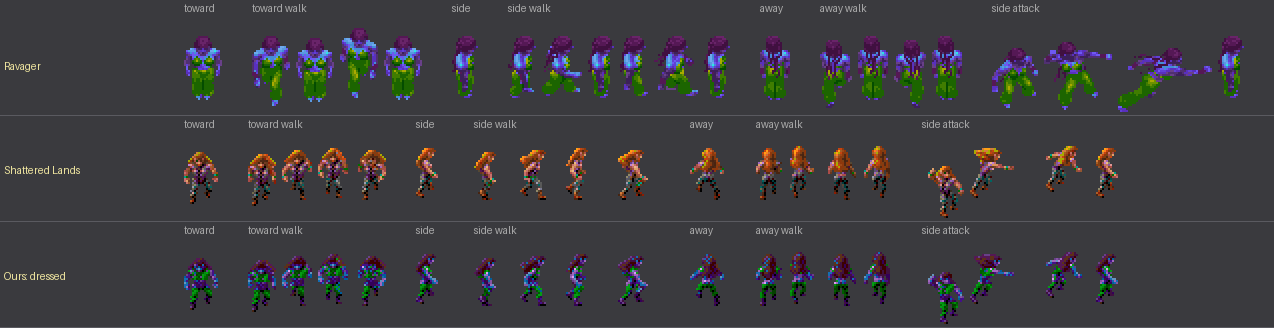 toward toward walk side side walk away away walk side attack
Ravager
toward toward walk side side walk away away walk side attack
Shattered Lands
toward toward walk side side walk away away walk side attack
Ours: dressed